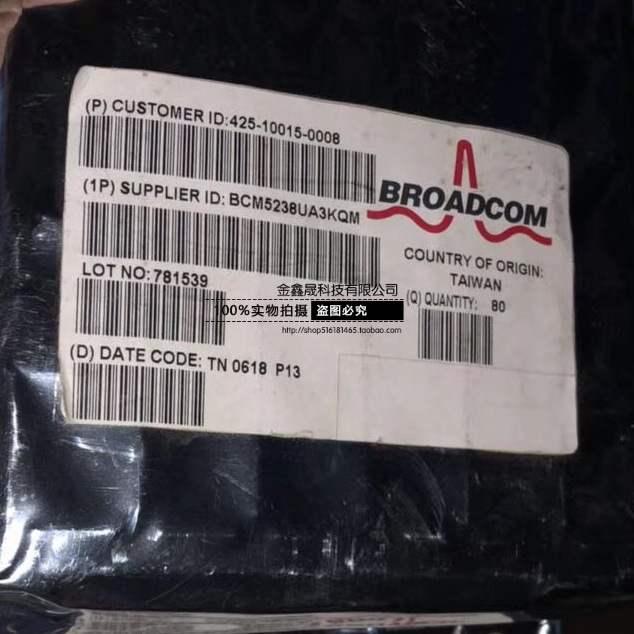 (P) CUSTOMER ID:425-10015-0008
(1P) SUPPLIER ID: BCM5238UA3KQM
BROADCOM
COUNTRY OF ORIGIN:
TAIWAN
LOT NO: 781539
(Q) QUANTITY: 80
金鑫晟科技有限公司
100%实物拍摄 盗图必究
http://shop516181465.taobao.com
(D) DATE CODE: TN 0618 P13